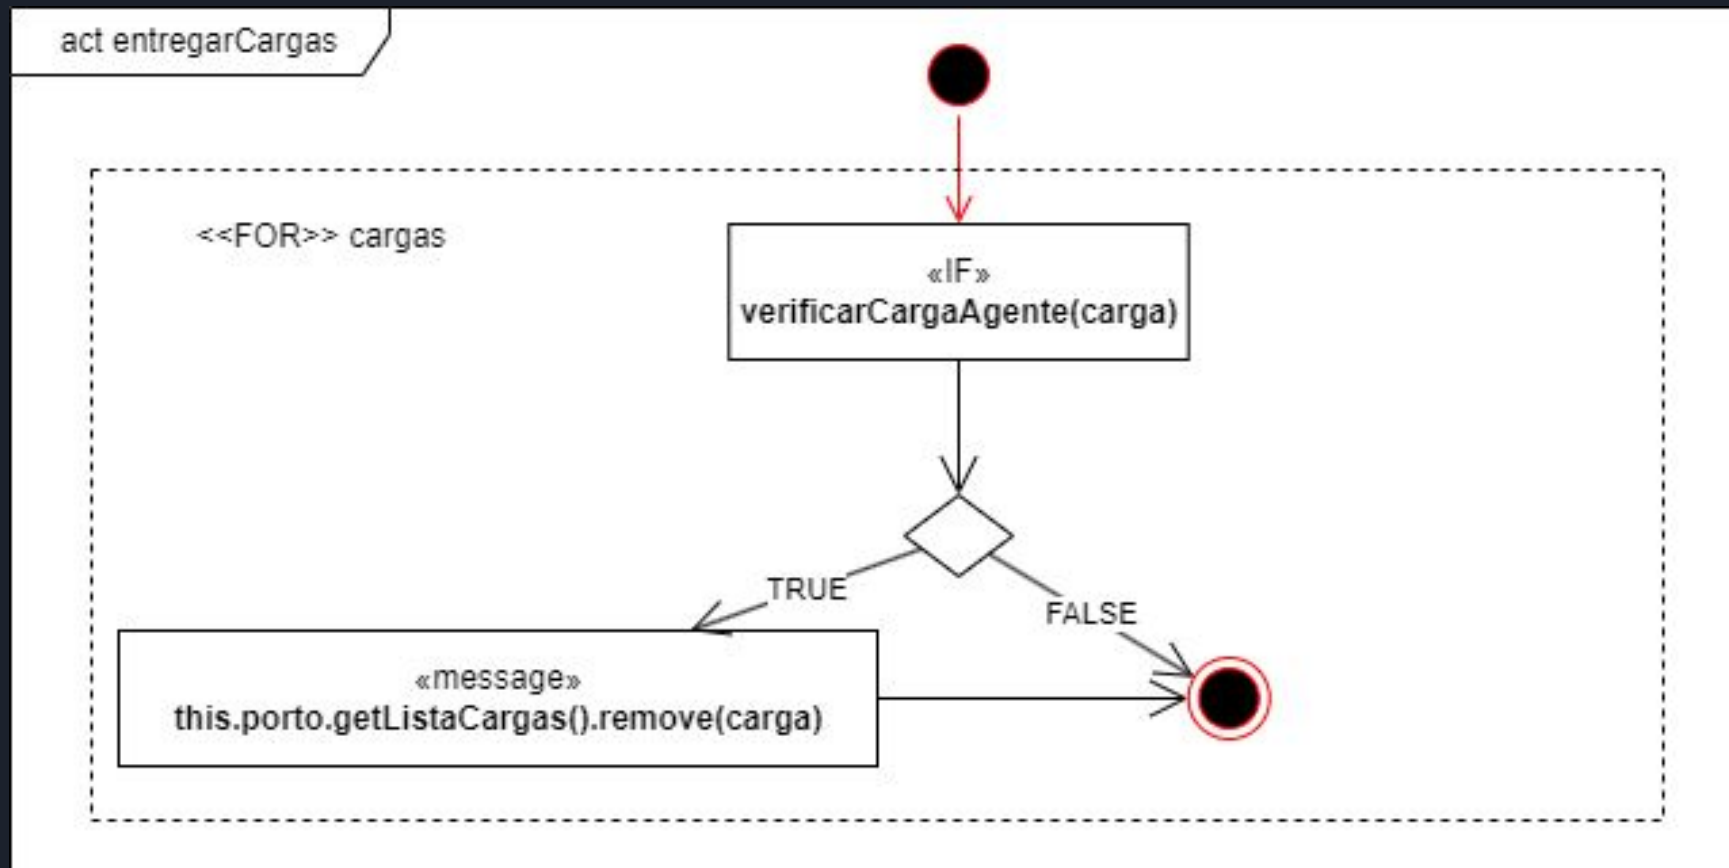 act entregarCargas
<<FOR>> cargas
«IF»
verificarCargaAgente(carga)
TRUE
FALSE
«message»
this.porto.getListaCargas().remove(carga)